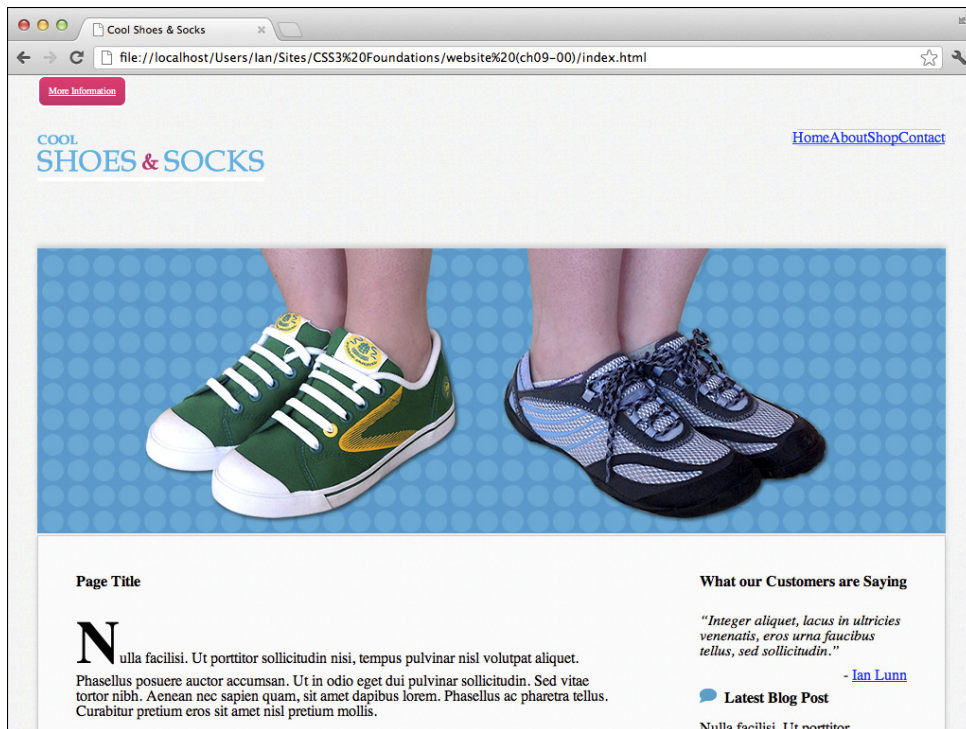 Cool Shoes & Socks
file://localhost/Users/Ian/Sites/CSS3%20Foundations/website%20(ch09-00)/index.html
More Information
COOL
SHOES & SOCKS
HomeAboutShopContact
Page Title
What our Customers are Saying
Nulla facilisi. Ut porttitor sollicitudin nisi, tempus pulvinar nisl volutpat aliquet.
Phasellus posuere auctor accumsan. Ut in odio eget dui pulvinar sollicitudin. Sed vitae
tortor nibh. Aenean nec sapien quam, sit amet dapibus lorem. Phasellus ac pharetra tellus.
Curabitur pretium eros sit amet nisl pretium mollis.
“Integer aliquet, lacus in ultricies
venenatis, eros urna faucibus
tellus, sed sollicitudin.”
- Ian Lunn
Latest Blog Post
Nulla facilisi. Ut porttitor